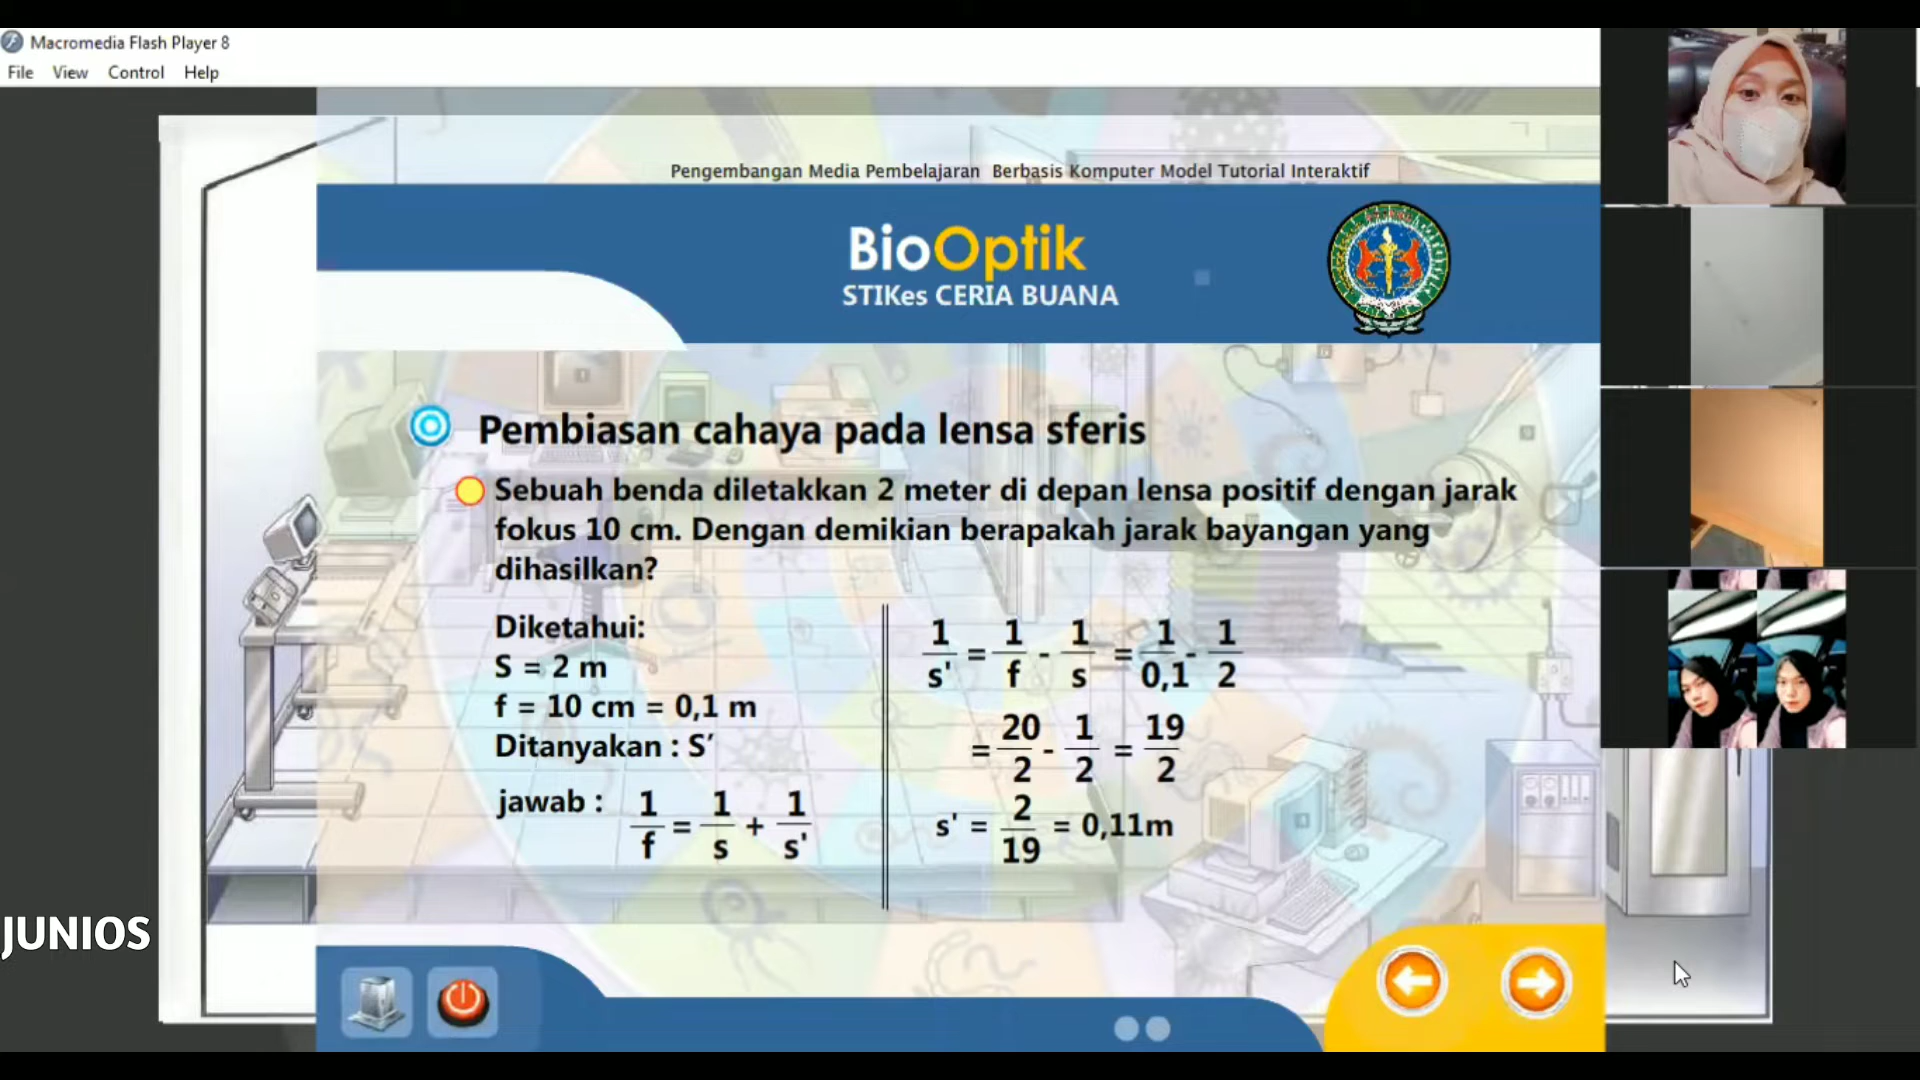 Macromedia Flash Player 8
File View Control Help
Pengembangan Media Pembelajaran Berbasis Komputer Model Tutorial Interaktif
BioOptik
STIKes CERIA BUANA
Pembiasan cahaya pada lensa sferis
Sebuah benda diletakkan 2 meter di depan lensa positif dengan jarak
fokus 10 cm. Dengan demikian berapakah jarak bayangan yang
dihasilkan?
Diketahui:
S = 2 m
f = 10 cm = 0,1 m
Ditanyakan : S′
jawab : 1/f = 1/s + 1/s'
1/s' = 1/f - 1/s = 1/0,1 - 1/2
= 20/2 - 1/2 = 19/2
s' = 2/19 = 0,11m
JUNIOS